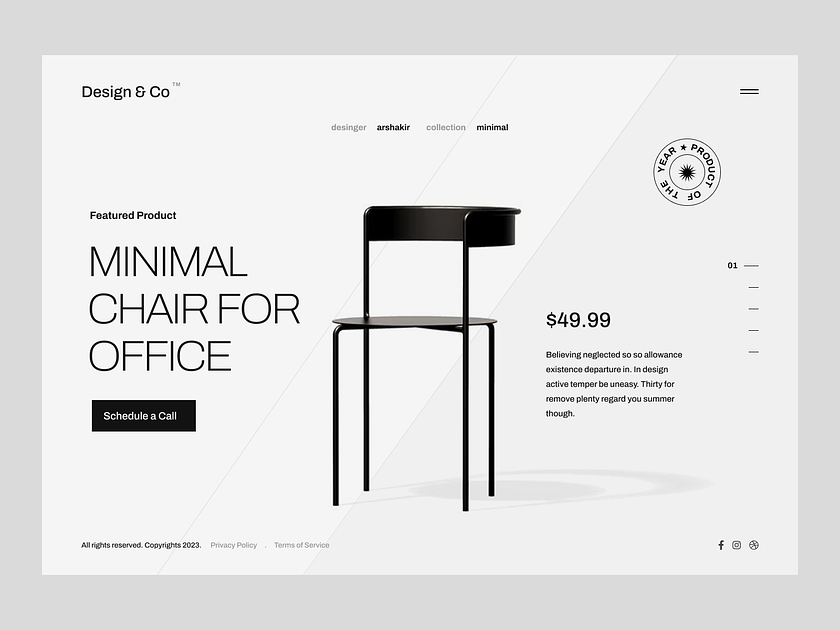 Design & Co™
desinger arshakir collection minimal
PRODUCT OF THE YEAR ★
Featured Product
MINIMAL
CHAIR FOR
OFFICE
01
$49.99
Believing neglected so so allowance
existence departure in. In design
active temper be uneasy. Thirty for
remove plenty regard you summer
though.
Schedule a Call
All rights reserved. Copyrights 2023. Privacy Policy . Terms of Service